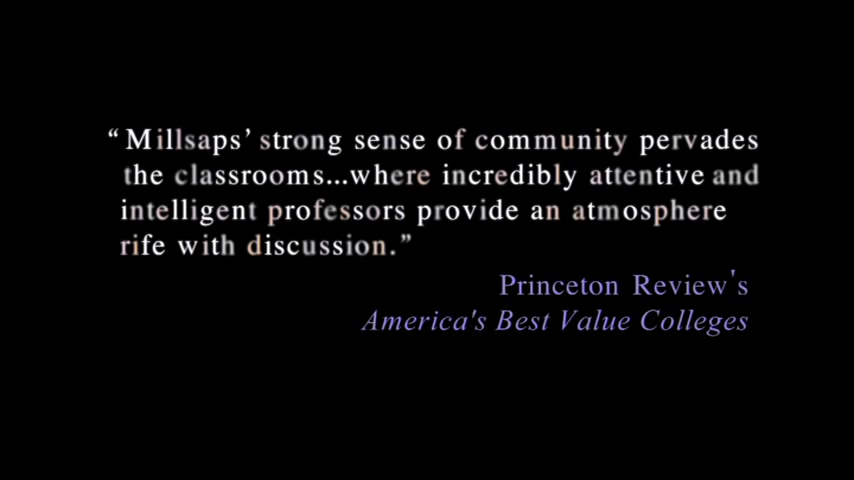 “Millsaps’ strong sense of community pervades
the classrooms...where incredibly attentive and
intelligent professors provide an atmosphere
rife with discussion.”
Princeton Review's
America's Best Value Colleges